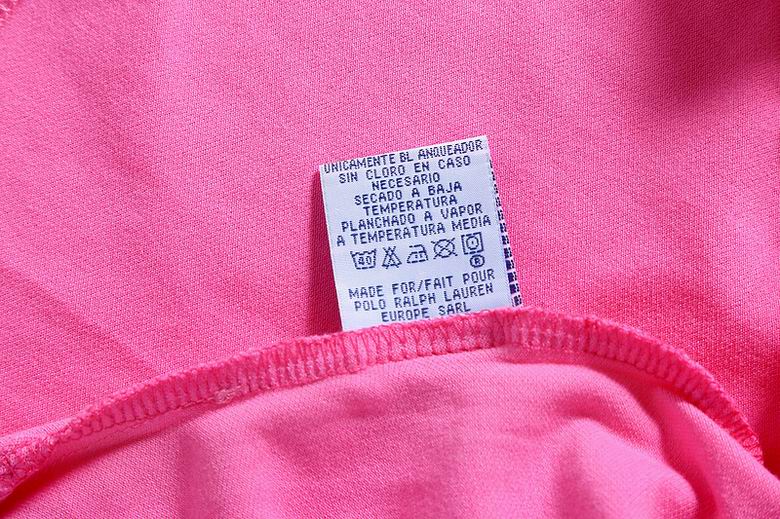 UNICAMENTE BL ANQUEADOR
SIN CLORO EN CASO
NECESARIO
SECADO A BAJA
TEMPERATURA
PLANCHADO A VAPOR
A TEMPERATURA MEDIA
40
®
MADE FOR/FAIT POUR
POLO RALPH LAUREN
EUROPE SARL